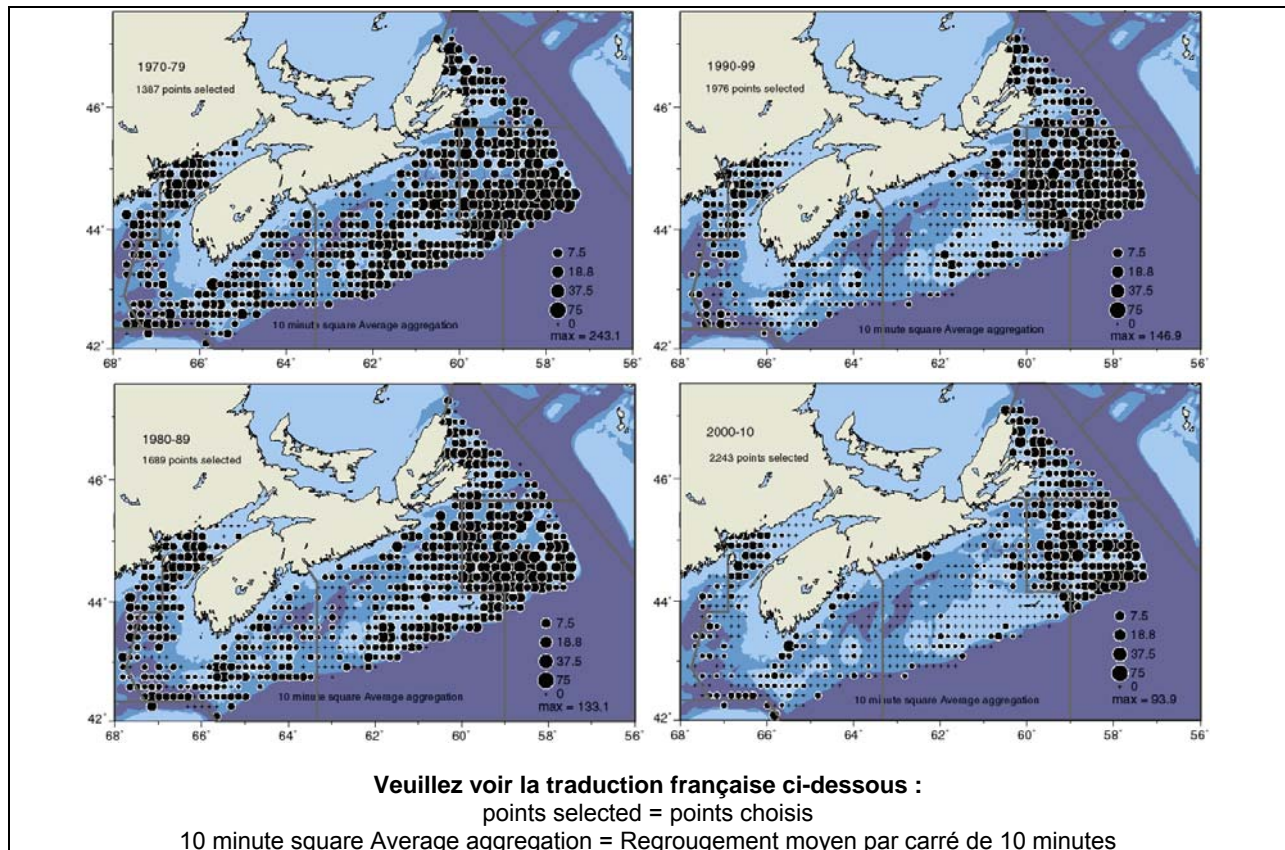 1970-79
1387 points selected
46˚
44˚
42˚
7.5
18.8
37.5
75
0
10 minute square Average aggregation
max = 243.1
68˚ 66˚ 64˚ 62˚ 60˚ 58˚ 56˚
1990-99
1976 points selected
46˚
44˚
42˚
7.5
18.8
37.5
75
0
10 minute square Average aggregation
max = 146.9
68˚ 66˚ 64˚ 62˚ 60˚ 58˚ 56˚
1980-89
1689 points selected
46˚
44˚
42˚
7.5
18.8
37.5
75
0
10 minute square Average aggregation
max = 133.1
68˚ 66˚ 64˚ 62˚ 60˚ 58˚ 56˚
2000-10
2243 points selected
46˚
44˚
42˚
7.5
18.8
37.5
75
0
10 minute square Average aggregation
max = 93.9
68˚ 66˚ 64˚ 62˚ 60˚ 58˚ 56˚
Veuillez voir la traduction française ci-dessous :
points selected = points choisis
10 minute square Average aggregation = Regrougement moyen par carré de 10 minutes